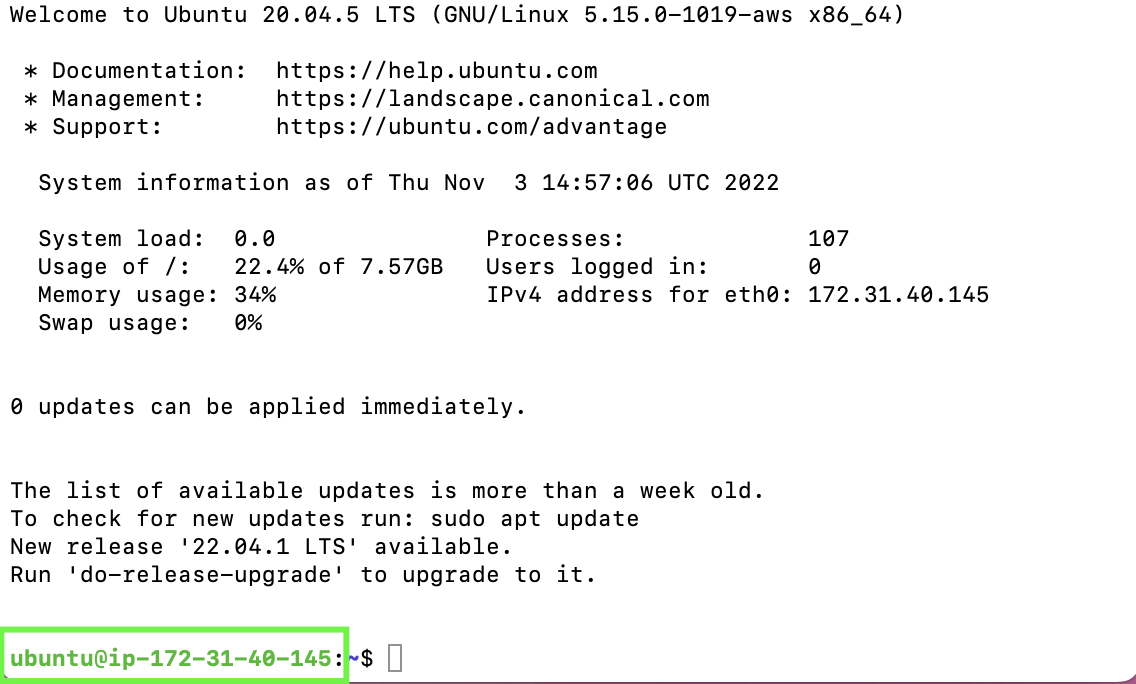 Welcome to Ubuntu 20.04.5 LTS (GNU/Linux 5.15.0-1019-aws x86_64)
* Documentation: https://help.ubuntu.com
* Management: https://landscape.canonical.com
* Support: https://ubuntu.com/advantage
System information as of Thu Nov 3 14:57:06 UTC 2022
System load: 0.0 Processes: 107
Usage of /: 22.4% of 7.57GB Users logged in: 0
Memory usage: 34% IPv4 address for eth0: 172.31.40.145
Swap usage: 0%
0 updates can be applied immediately.
The list of available updates is more than a week old.
To check for new updates run: sudo apt update
New release '22.04.1 LTS' available.
Run 'do-release-upgrade' to upgrade to it.
ubuntu@ip-172-31-40-145:~$